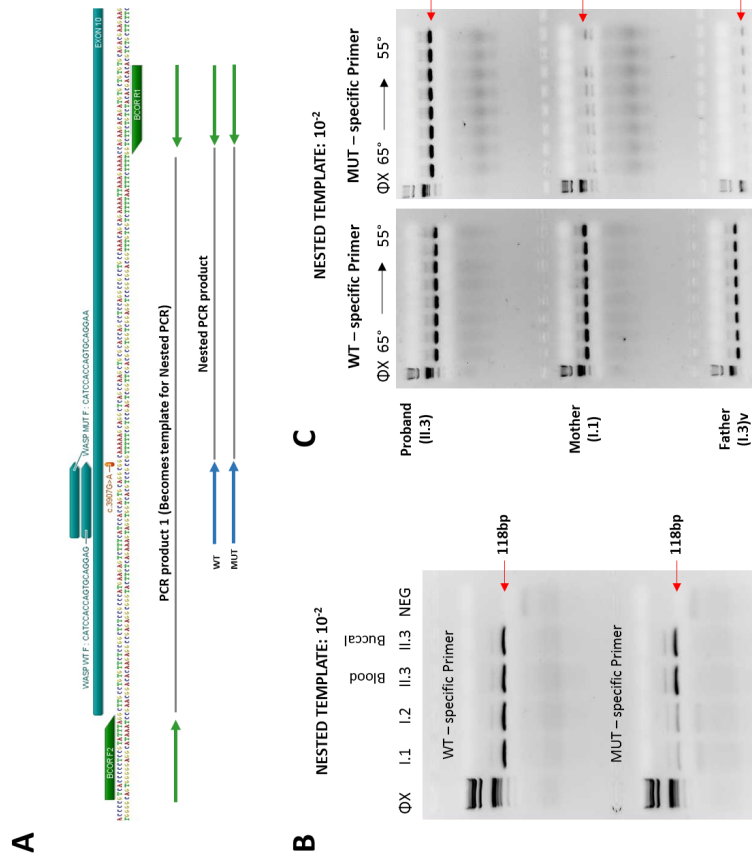 A
WASP WT F : CATCCACCAGTGCAGGAG
WASP MUT F : CATCCACCAGTGCAGGAA
EXON 10
c.3907G>A
BCOR F2
BCOR R1
PCR product 1 (Becomes template for Nested PCR)
Nested PCR product
WT
MUT
B
NESTED TEMPLATE: 10-2
Blood
Buccal
ΦX I.1 I.2 II.3 II.3 NEG
WT – specific Primer
118bp
MUT – specific Primer
118bp
C
NESTED TEMPLATE: 10-2
WT – specific Primer
MUT – specific Primer
ΦX 65° 55°
ΦX 65° 55°
Proband
(II.3)
Mother
(I.1)
Father
(I.3)v